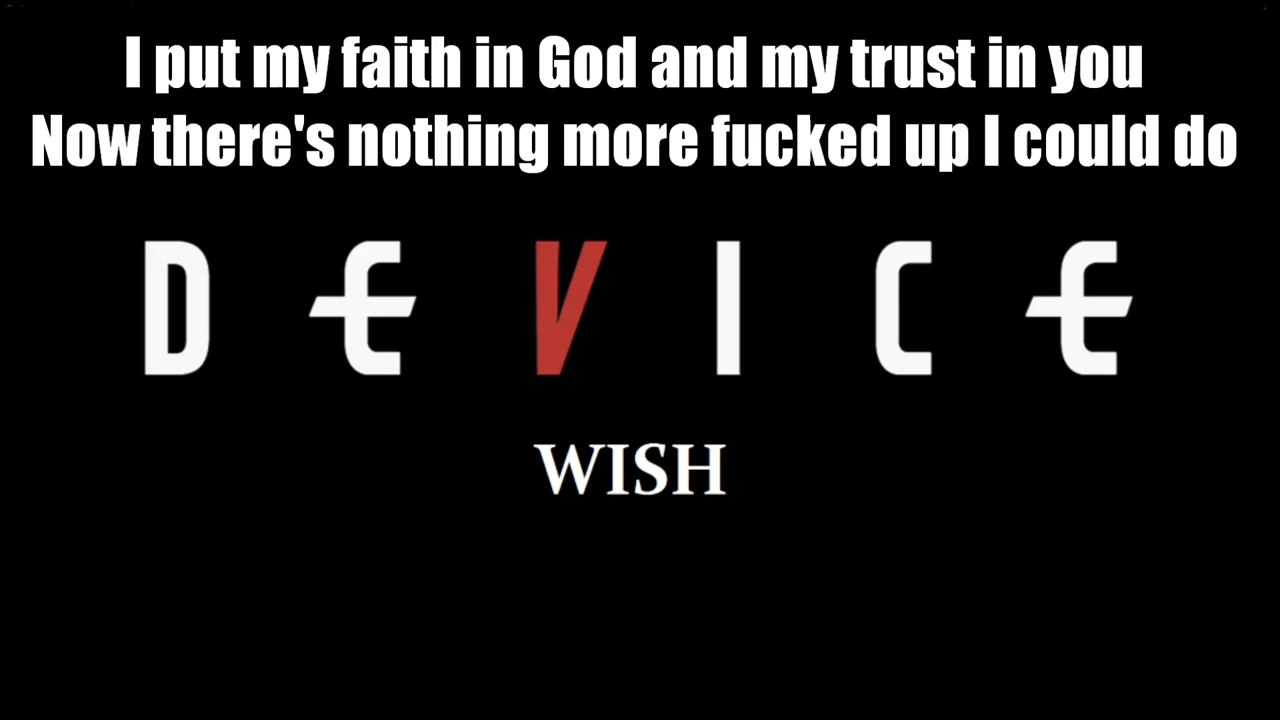 I put my faith in God and my trust in you
Now there's nothing more fucked up I could do
DEVICE
WISH